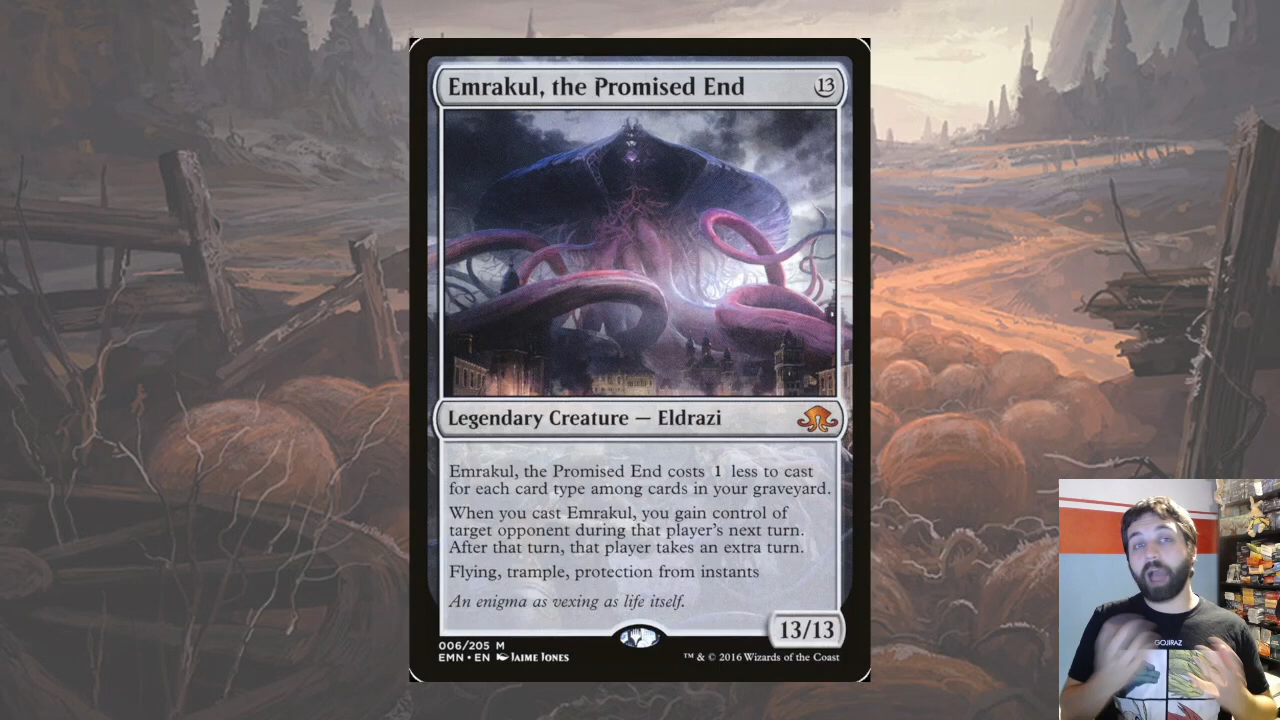 Emrakul, the Promised End 13
Legendary Creature — Eldrazi
Emrakul, the Promised End costs 1 less to cast
for each card type among cards in your graveyard.
When you cast Emrakul, you gain control of
target opponent during that player's next turn.
After that turn, that player takes an extra turn.
Flying, trample, protection from instants
An enigma as vexing as life itself.
13/13
006/205 M
EMN • EN JAIME JONES
™ & © 2016 Wizards of the Coast
GOJIRAZ